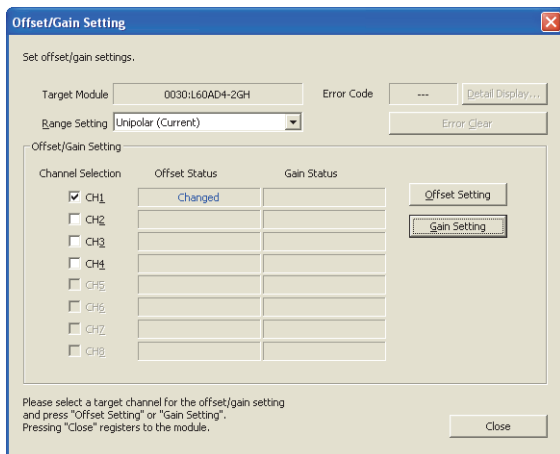 Offset/Gain Setting
Set offset/gain settings.
Target Module 0030:L60AD4-2GH Error Code --- Detail Display...
Range Setting Unipolar (Current) Error Clear
Offset/Gain Setting
Channel Selection Offset Status Gain Status
CH1 Changed Offset Setting
CH2 Gain Setting
CH3
CH4
CH5
CH6
CH7
CH8
Please select a target channel for the offset/gain setting
and press "Offset Setting" or "Gain Setting".
Pressing "Close" registers to the module.
Close